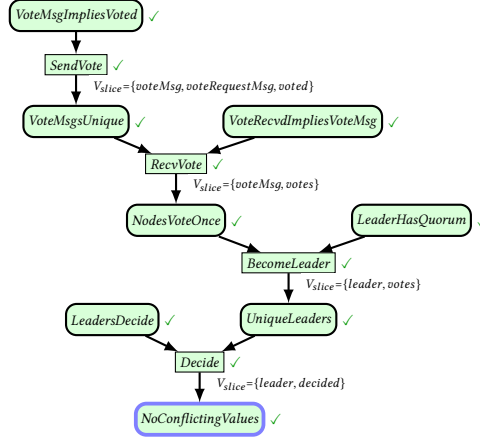 VoteMsgImpliesVoted ✓
SendVote ✓
V_slice={voteMsg, voteRequestMsg, voted}
VoteMsgsUnique ✓ VoteRecvdImpliesVoteMsg ✓
RecvVote ✓
V_slice={voteMsg, votes}
NodesVoteOnce ✓ LeaderHasQuorum ✓
BecomeLeader ✓
V_slice={leader, votes}
LeadersDecide ✓ UniqueLeaders ✓
Decide ✓
V_slice={leader, decided}
NoConflictingValues ✓